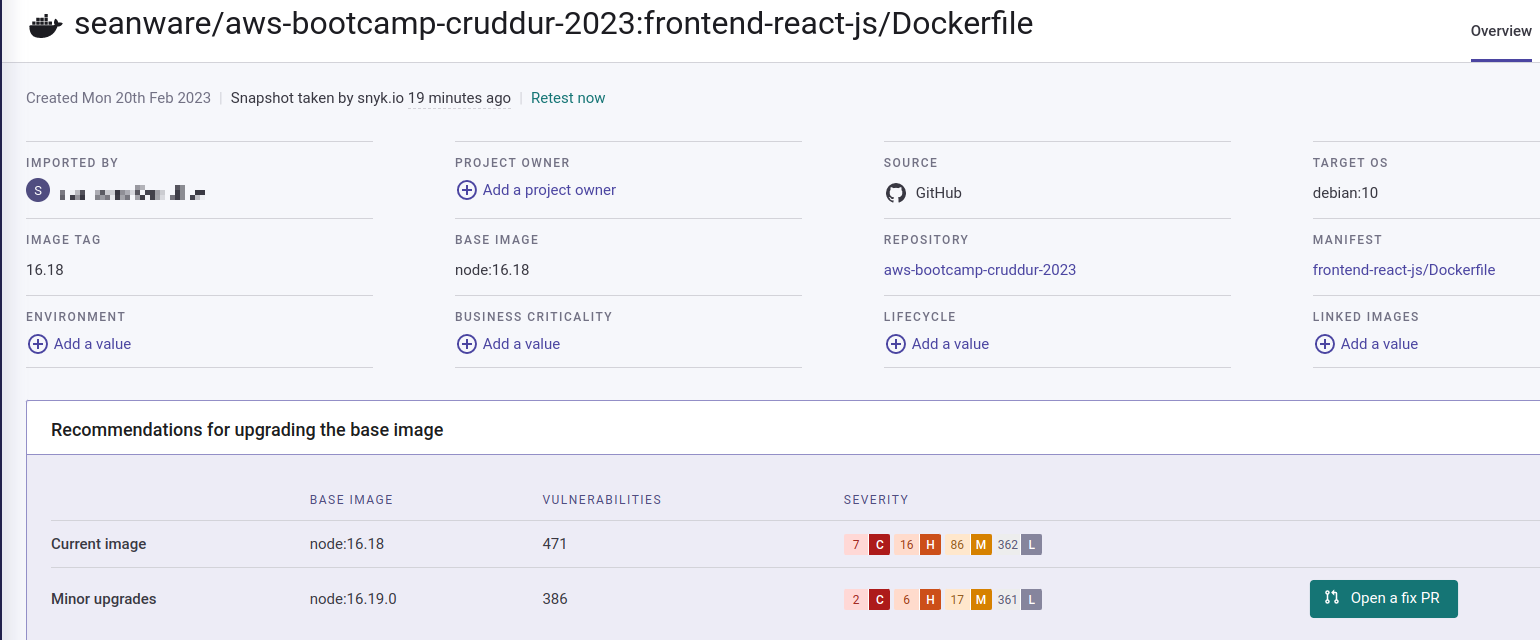 seanware/aws-bootcamp-cruddur-2023:frontend-react-js/Dockerfile
Overview
Created Mon 20th Feb 2023 | Snapshot taken by snyk.io 19 minutes ago | Retest now
IMPORTED BY PROJECT OWNER SOURCE TARGET OS
S Add a project owner GitHub debian:10
IMAGE TAG BASE IMAGE REPOSITORY MANIFEST
16.18 node:16.18 aws-bootcamp-cruddur-2023 frontend-react-js/Dockerfile
ENVIRONMENT BUSINESS CRITICALITY LIFECYCLE LINKED IMAGES
Add a value Add a value Add a value Add a value
Recommendations for upgrading the base image
BASE IMAGE VULNERABILITIES SEVERITY
Current image node:16.18 471 7 C 16 H 86 M 362 L
Minor upgrades node:16.19.0 386 2 C 6 H 17 M 361 L Open a fix PR